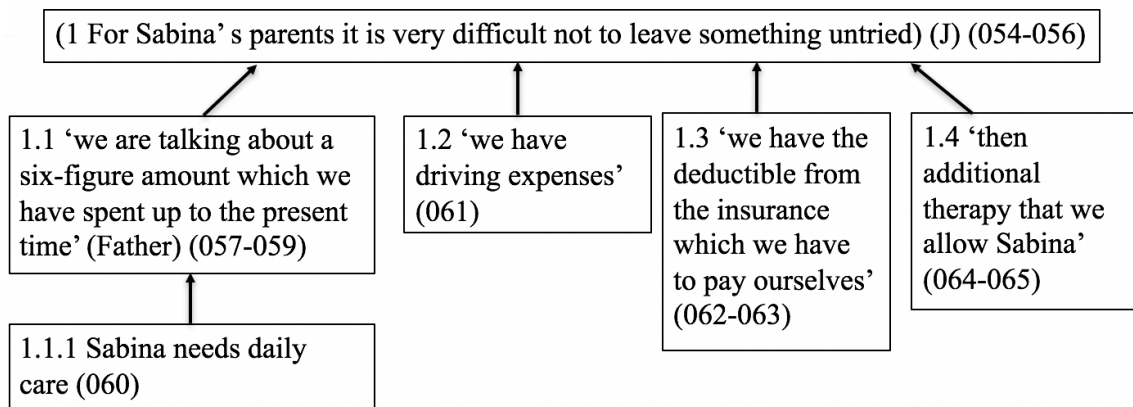 (1 For Sabina’ s parents it is very difficult not to leave something untried) (J) (054-056)
1.1 ‘we are talking about a
six-figure amount which we
have spent up to the present
time’ (Father) (057-059)
1.2 ‘we have
driving expenses’
(061)
1.3 ‘we have the
deductible from
the insurance
which we have
to pay ourselves’
(062-063)
1.4 ‘then
additional
therapy that we
allow Sabina’
(064-065)
1.1.1 Sabina needs daily
care (060)